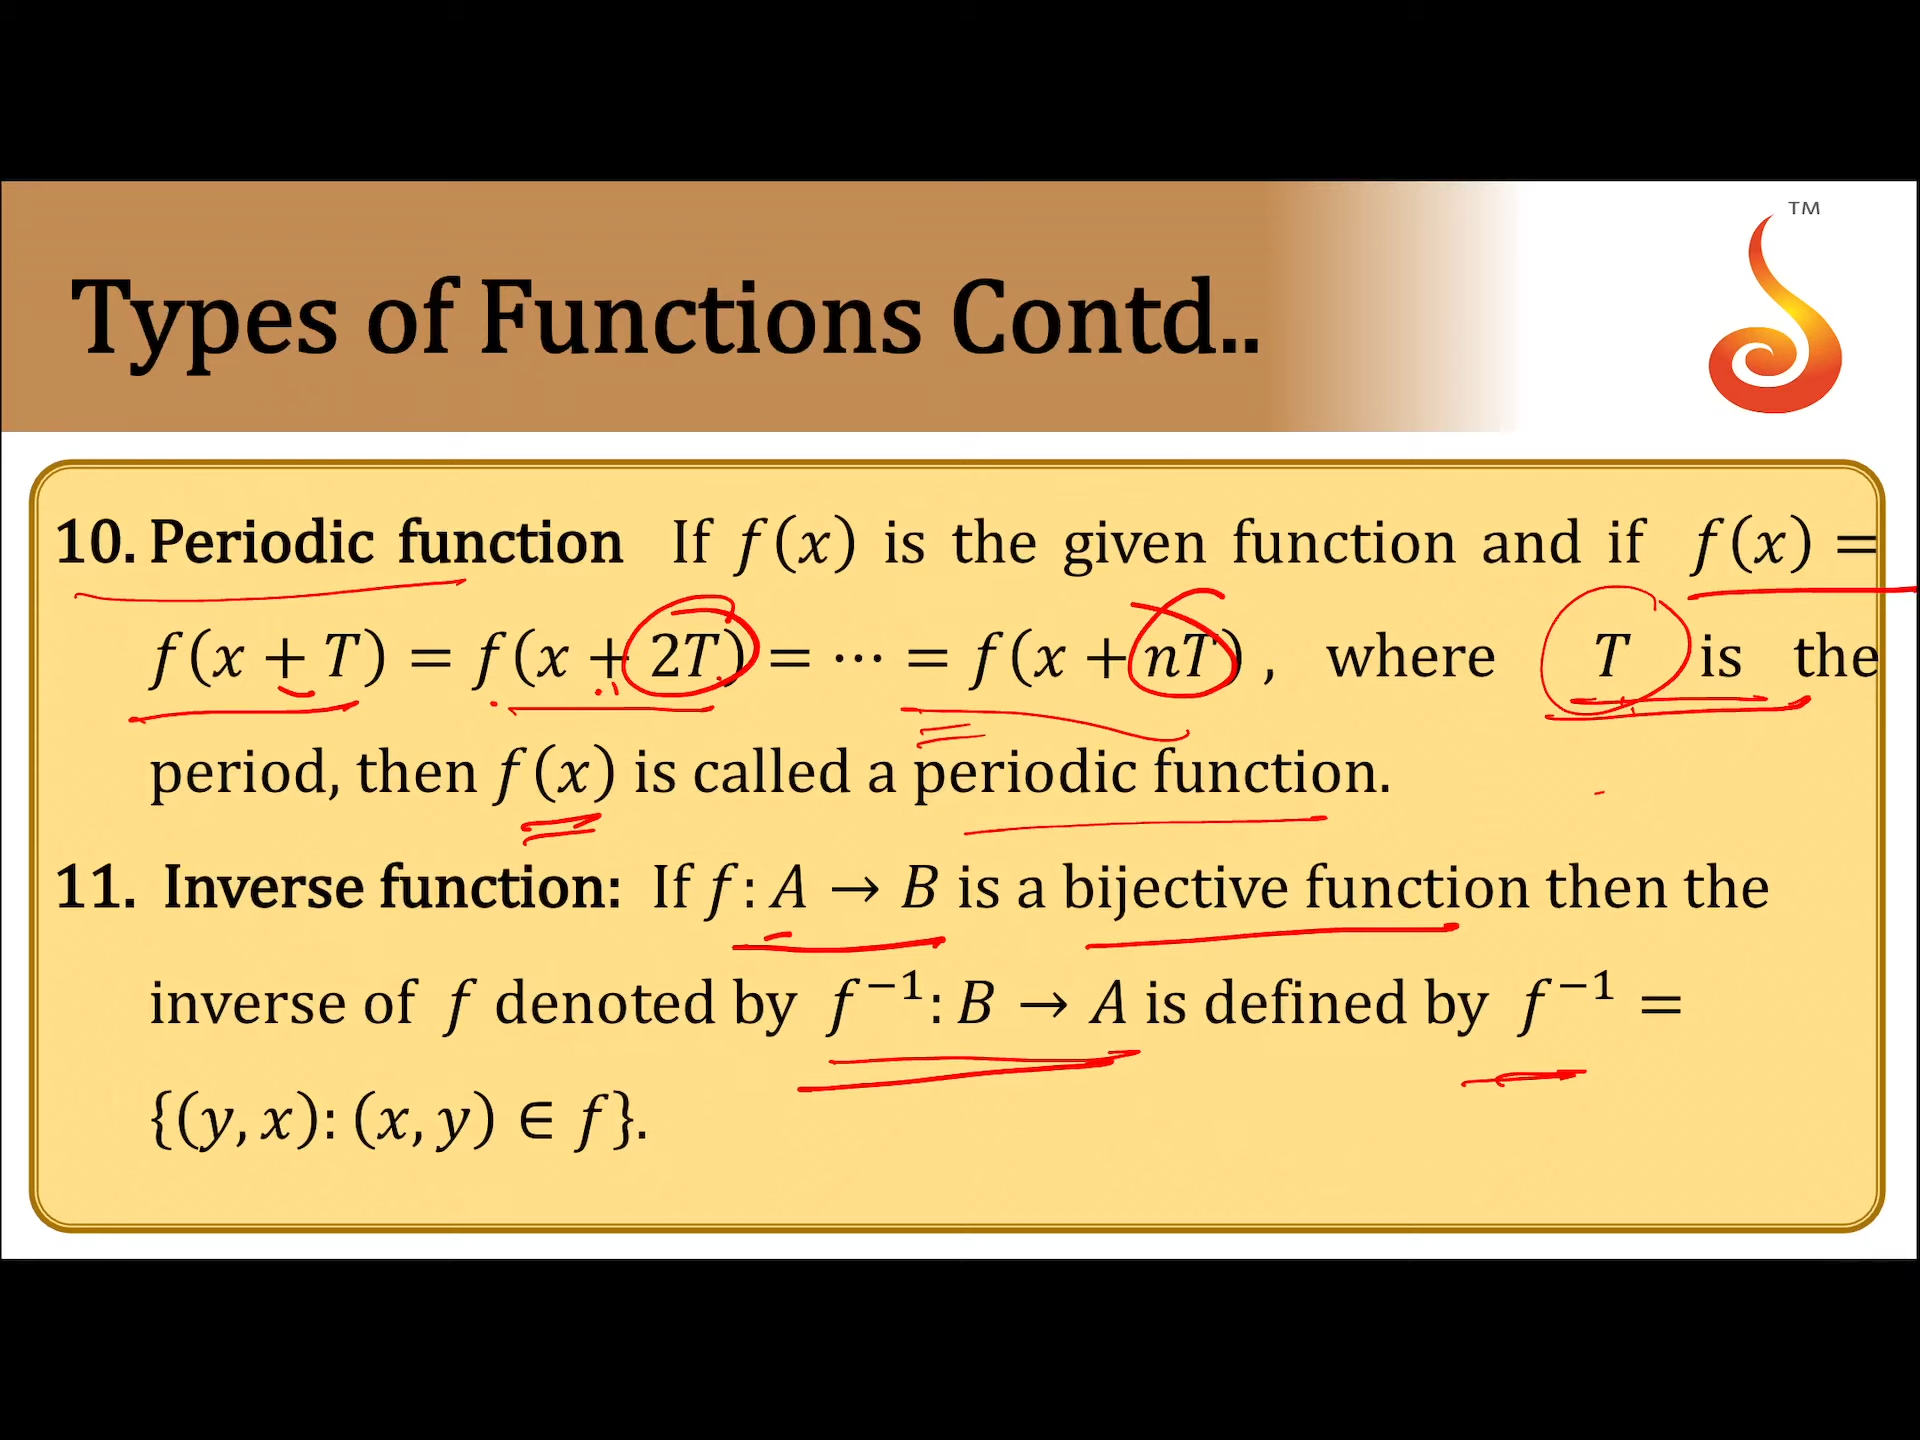 TM
Types of Functions Contd..
10. Periodic function If f(x) is the given function and if f(x) =
f(x + T) = f(x + 2T) = ⋯ = f(x + nT) , where T is the
period, then f(x) is called a periodic function.
11. Inverse function: If f: A → B is a bijective function then the
inverse of f denoted by f⁻¹: B → A is defined by f⁻¹ =
{(y, x): (x, y) ∈ f}.